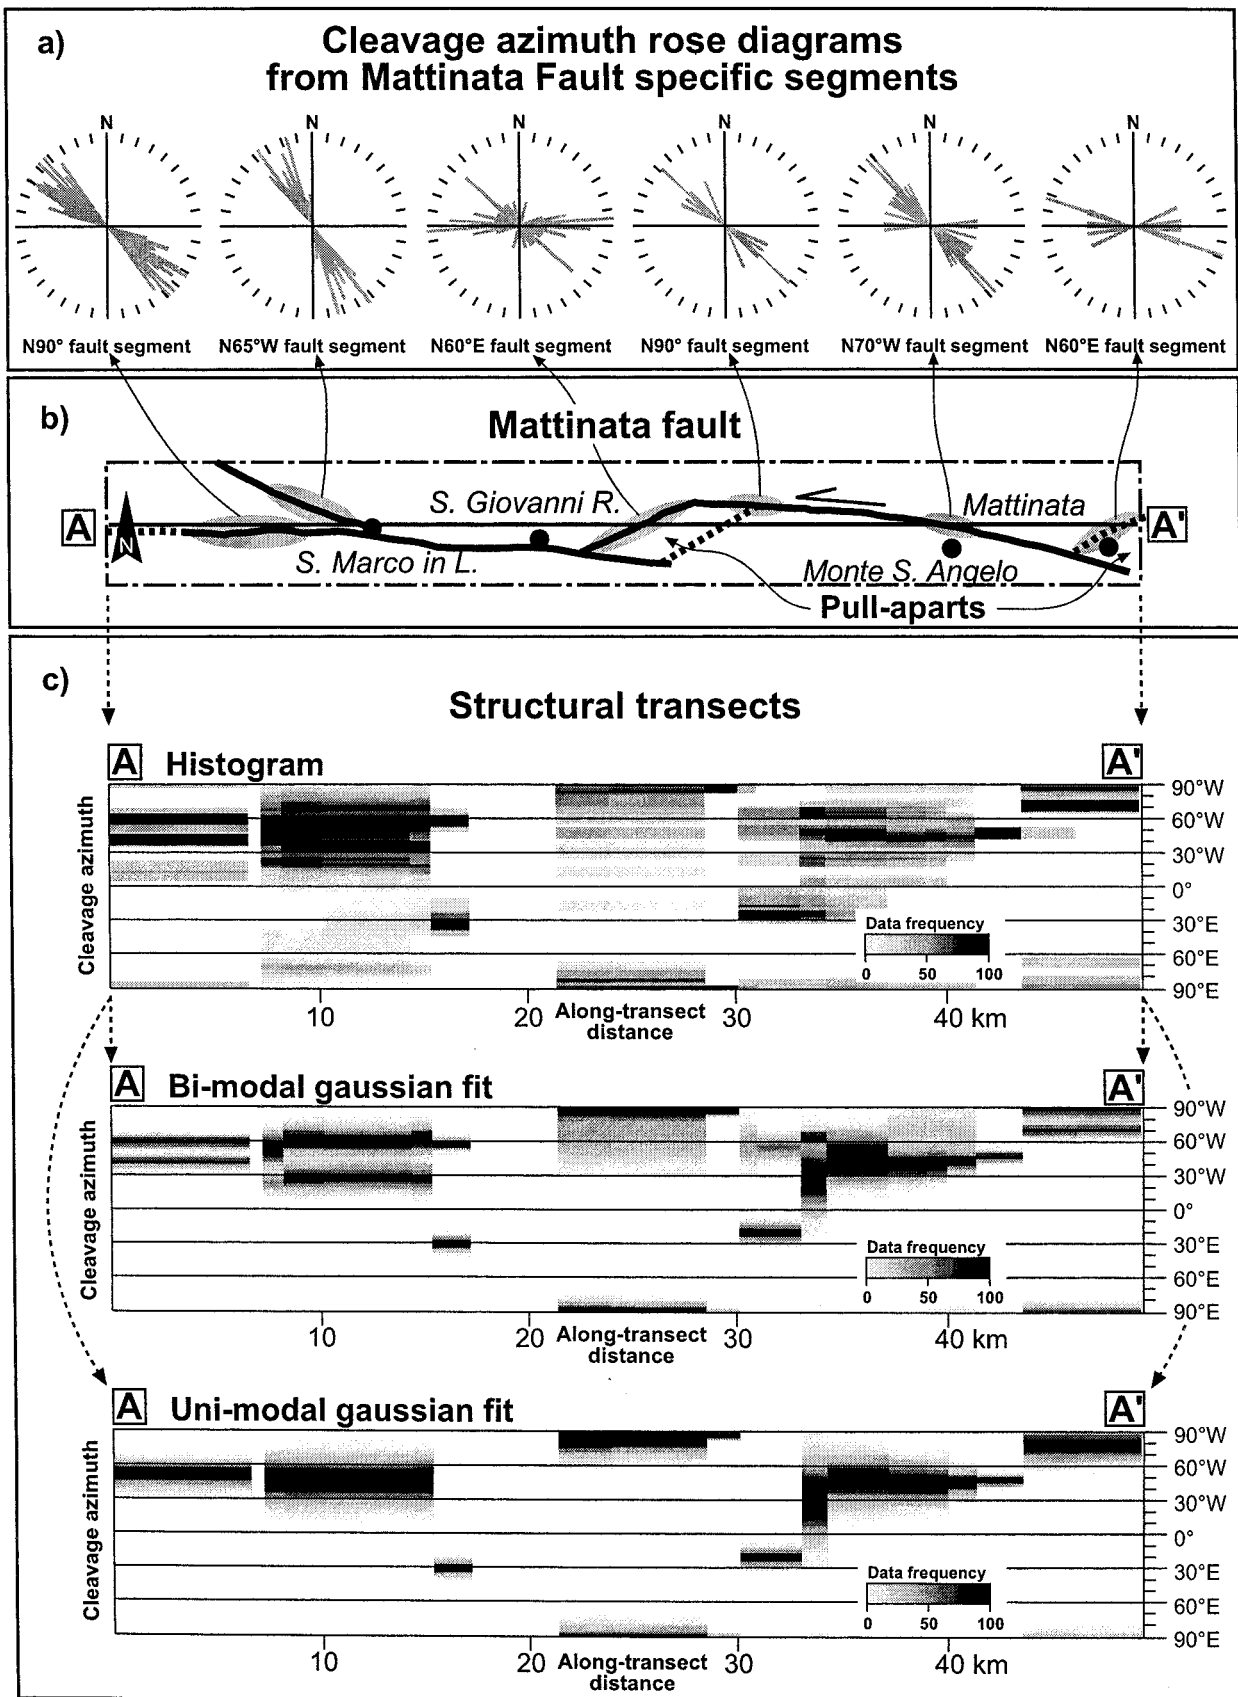 a)
Cleavage azimuth rose diagrams
from Mattinata Fault specific segments
N N N N N N
N90° fault segment N65°W fault segment N60°E fault segment N90° fault segment N70°W fault segment N60°E fault segment
b)
Mattinata fault
S. Giovanni R. Mattinata
A N A'
S. Marco in L. Monte S. Angelo
Pull-aparts
c)
Structural transects
A Histogram A'
Cleavage azimuth
90°W
60°W
30°W
0°
30°E
60°E
90°E
Data frequency
0 50 100
10 20 Along-transect distance 30 40 km
A Bi-modal gaussian fit A'
Cleavage azimuth
90°W
60°W
30°W
0°
30°E
60°E
90°E
Data frequency
0 50 100
10 20 Along-transect distance 30 40 km
A Uni-modal gaussian fit A'
Cleavage azimuth
90°W
60°W
30°W
0°
30°E
60°E
90°E
Data frequency
0 50 100
10 20 Along-transect distance 30 40 km